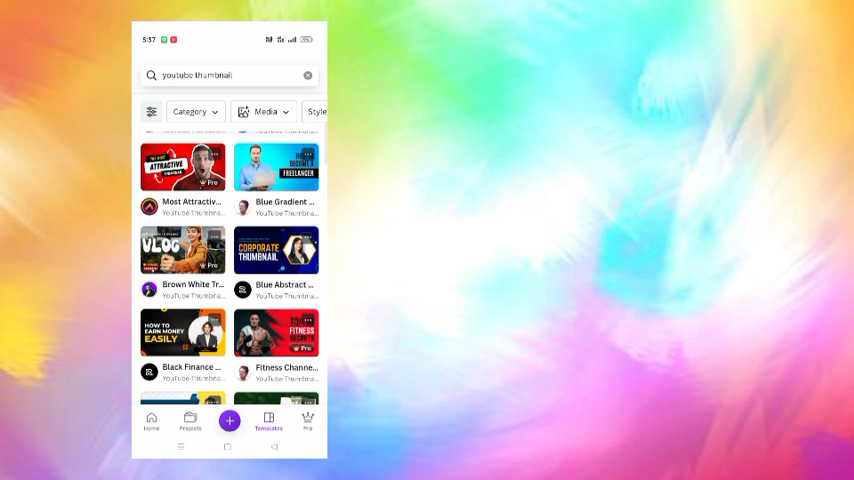 5:37
youtube thumbnail
Category
Media
Style
THE MOST
ATTRACTIVE
THUMBNAIL
Pro
BECOME A
FREELANCER
Most Attractiv...
Blue Gradient ...
YouTube Thumbna...
YouTube Thumbna...
VLOG
Pro
CORPORATE
THUMBNAIL
Brown White Tr...
Blue Abstract ...
YouTube Thumbna...
YouTube Thumbna...
HOW TO
EARN MONEY
EASILY
FITNESS
SECRETS
Pro
Black Finance ...
Fitness Channe...
YouTube Thumbna...
YouTube Thumbna...
Home
Projects
Templates
Pro